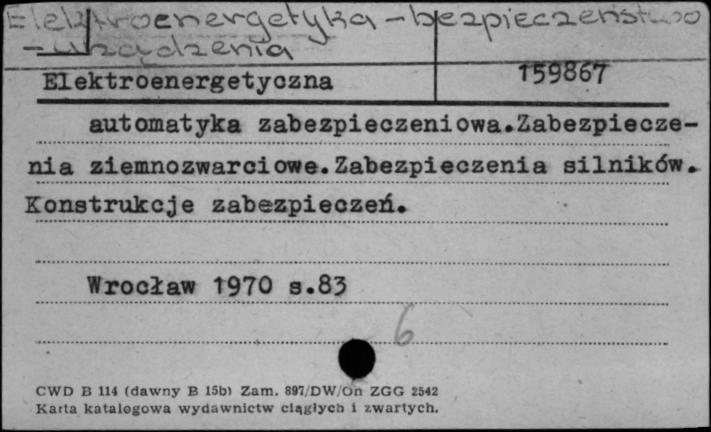 Elektroenergetyka - bezpieczeństwo
- urządzenia
Elektroenergetyczna 159867
automatyka zabezpieczeniowa.Zabezpiecze-
nia ziemnozwarciowe.Zabezpieczenia silników.
Konstrukcje zabezpieczeń.
Wrocław 1970 s.83
6
CWD B 114 (dawny B 15b) Zam. 897/DW/On ZGG 2542
Karta katalogowa wydawnictw ciągłych i zwartych.